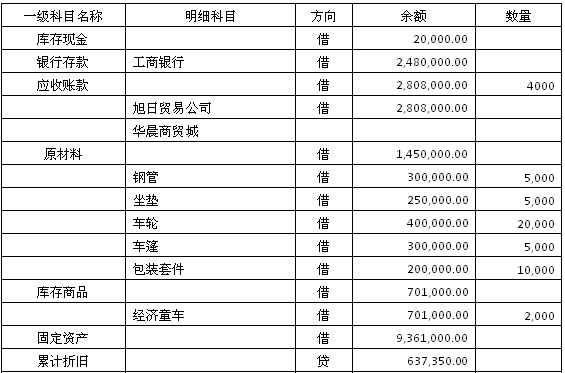 一级科目名称 明细科目 方向 余额 数量
库存现金 借 20,000.00
银行存款 工商银行 借 2,480,000.00
应收账款 借 2,808,000.00 4000
旭日贸易公司 借 2,808,000.00
华晨商贸城
原材料 借 1,450,000.00
钢管 借 300,000.00 5,000
坐垫 借 250,000.00 5,000
车轮 借 400,000.00 20,000
车篷 借 300,000.00 5,000
包装套件 借 200,000.00 10,000
库存商品 借 701,000.00
经济童车 借 701,000.00 2,000
固定资产 借 9,361,000.00
累计折旧 贷 637,350.00